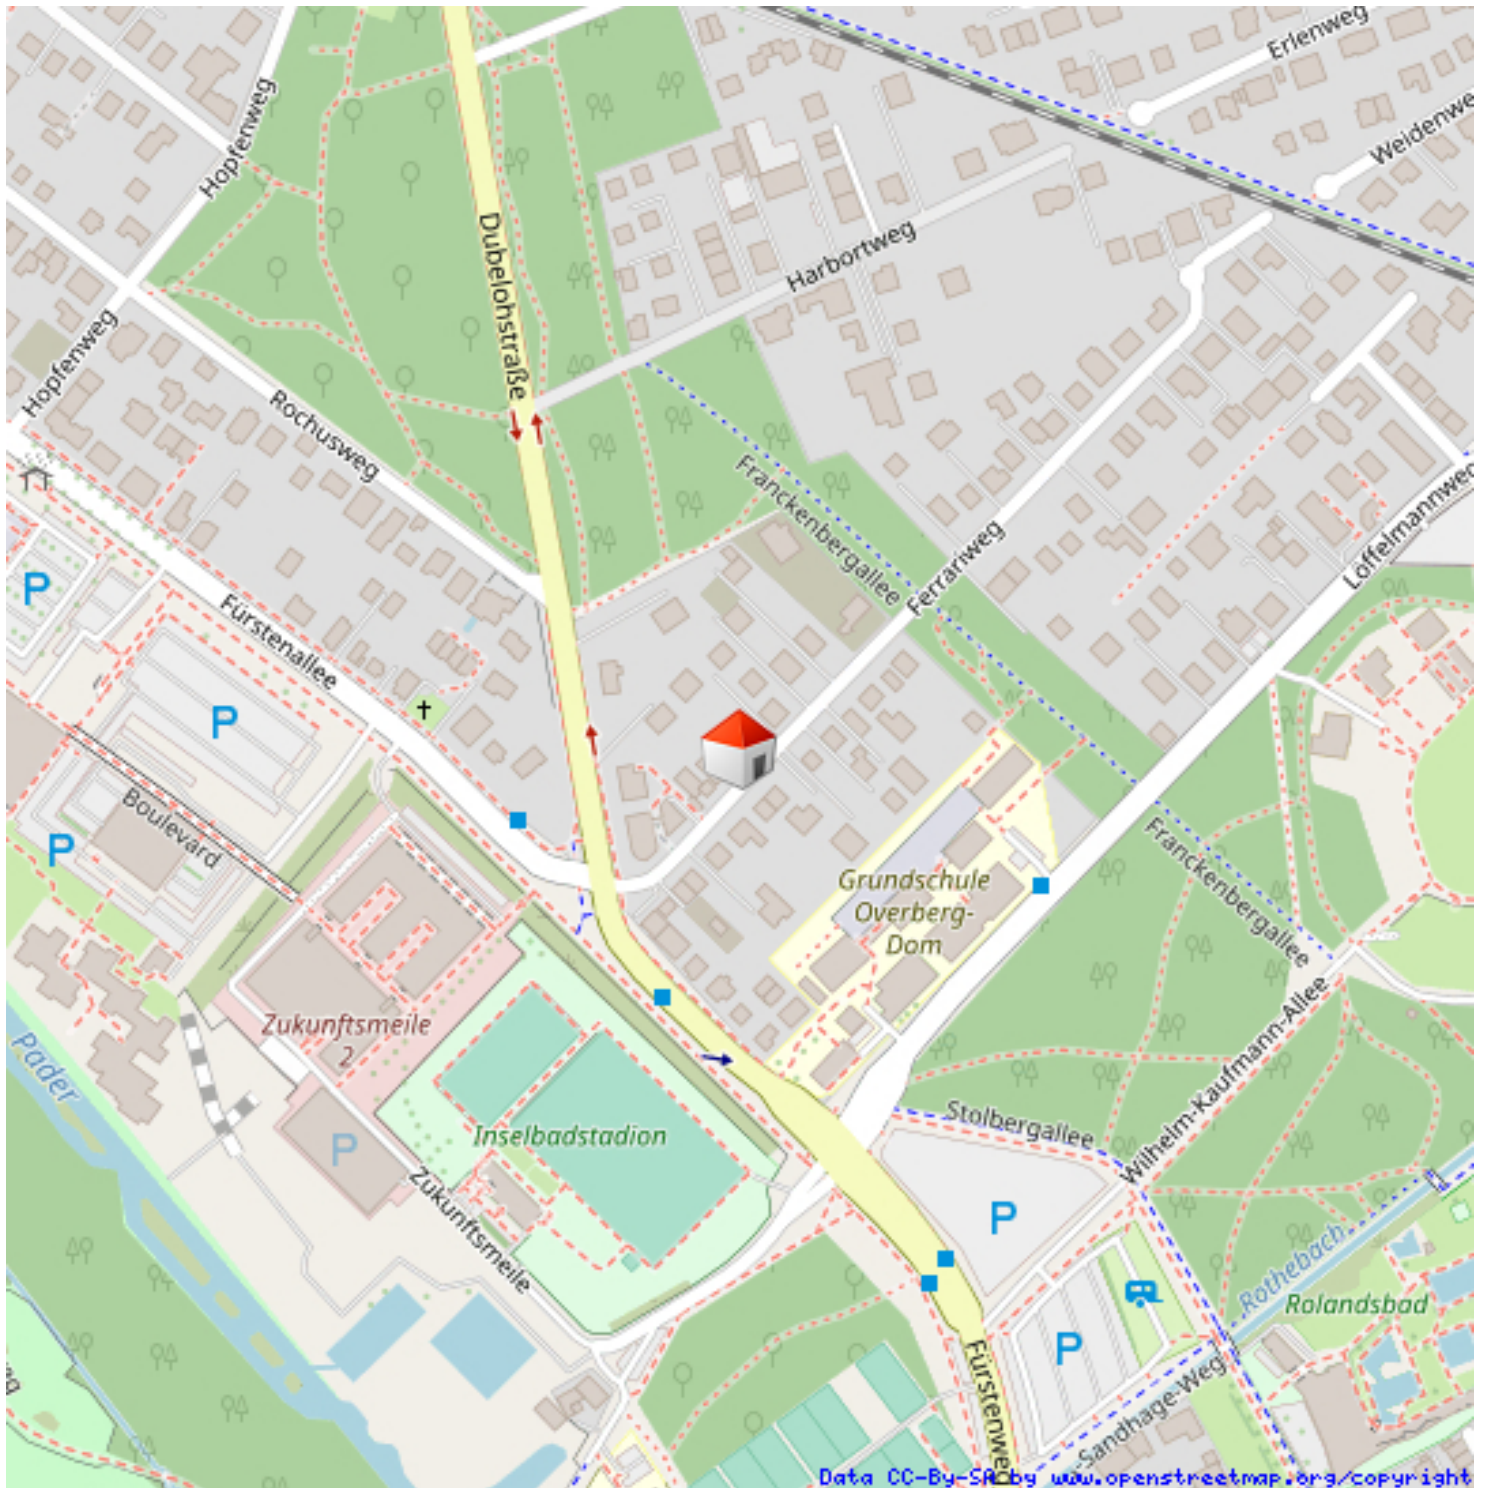 Erlenweg
Weidenwe
Hopfenweg
Dubelohstraße
Harbortweg
Hopfenweg
Rochusweg
Franckenbergallee
Ferrariweg
Löffelmannweg
P
Fürstenallee
P
Boulevard
P
Franckenbergallee
Grundschule
Overberg-
Dom
Zukunftsmeile
2
Pader
Wilhelm-Kaufmann-Allee
Stolbergallee
Inselbadstadion
P
Zukunftsmeile
P
Rothebach
Rolandsbad
P
Fürstenweg
-Sandhage-Weg
Data CC-By-SA by www.openstreetmap.org/copyright